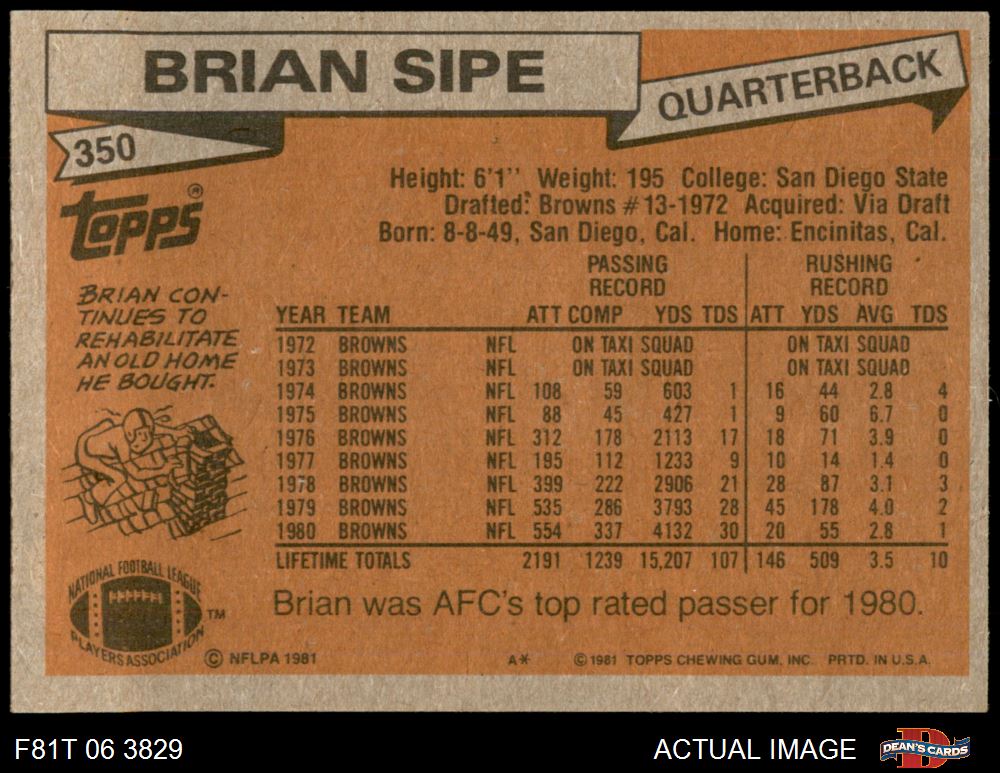 BRIAN SIPE
QUARTERBACK
350
topps®
Height: 6'1'' Weight: 195 College: San Diego State
Drafted: Browns #13-1972 Acquired: Via Draft
Born: 8-8-49, San Diego, Cal. Home: Encinitas, Cal.
BRIAN CON-
TINUES TO
REHABILITATE
AN OLD HOME
HE BOUGHT.
PASSING RUSHING
RECORD RECORD
YEAR TEAM ATT COMP YDS TDS ATT YDS AVG TDS
1972 BROWNS NFL ON TAXI SQUAD ON TAXI SQUAD
1973 BROWNS NFL ON TAXI SQUAD ON TAXI SQUAD
1974 BROWNS NFL 108 59 603 1 16 44 2.8 4
1975 BROWNS NFL 88 45 427 1 9 60 6.7 0
1976 BROWNS NFL 312 178 2113 17 18 71 3.9 0
1977 BROWNS NFL 195 112 1233 9 10 14 1.4 0
1978 BROWNS NFL 399 222 2906 21 28 87 3.1 3
1979 BROWNS NFL 535 286 3793 28 45 178 4.0 2
1980 BROWNS NFL 554 337 4132 30 20 55 2.8 1
LIFETIME TOTALS 2191 1239 15,207 107 146 509 3.5 10
Brian was AFC's top rated passer for 1980.
NATIONAL FOOTBALL LEAGUE
PLAYERS ASSOCIATION TM
© NFLPA 1981 A* © 1981 TOPPS CHEWING GUM, INC. PRTD. IN U.S.A.
F81T 06 3829 ACTUAL IMAGE DEAN'S CARDS